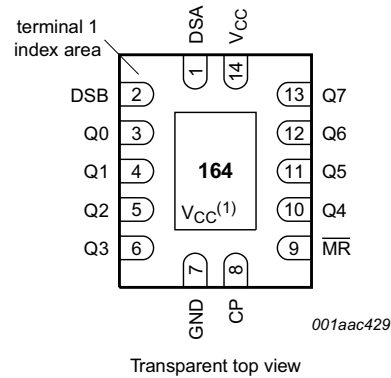 terminal 1
index area
DSA
VCC
1
14
DSB 2
13 Q7
Q0 3
12 Q6
Q1 4
164
11 Q5
Q2 5
VCC(1)
10 Q4
Q3 6
9 MR
7
8
GND
CP
001aac429
Transparent top view